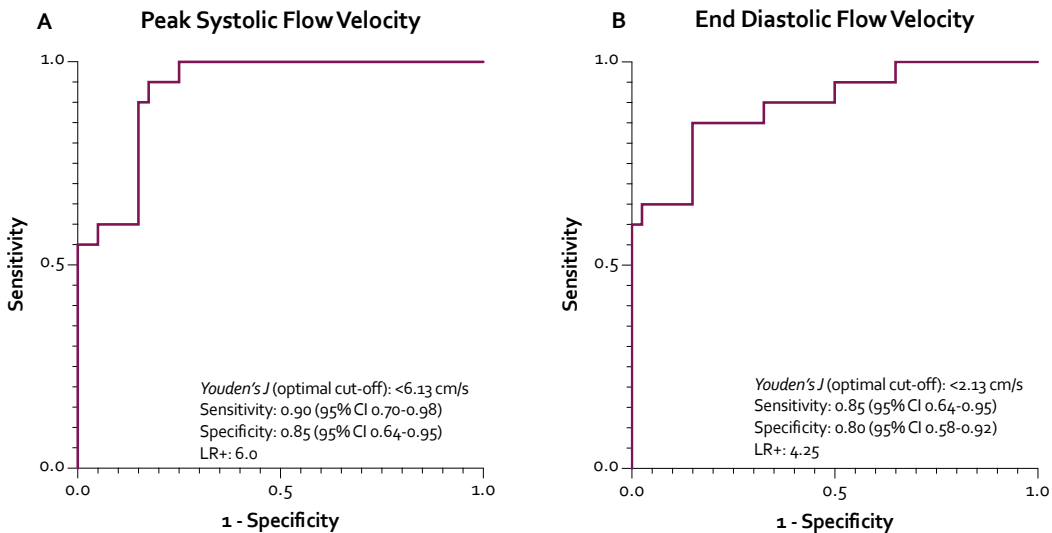 A
Peak Systolic Flow Velocity
1.0
0.5
0.0
Sensitivity
Youden's J (optimal cut-off): <6.13 cm/s
Sensitivity: 0.90 (95% CI 0.70-0.98)
Specificity: 0.85 (95% CI 0.64-0.95)
LR+: 6.0
0.0
0.5
1.0
1 - Specificity
B
End Diastolic Flow Velocity
1.0
0.5
0.0
Sensitivity
Youden's J (optimal cut-off): <2.13 cm/s
Sensitivity: 0.85 (95% CI 0.64-0.95)
Specificity: 0.80 (95% CI 0.58-0.92)
LR+: 4.25
0.0
0.5
1.0
1 - Specificity